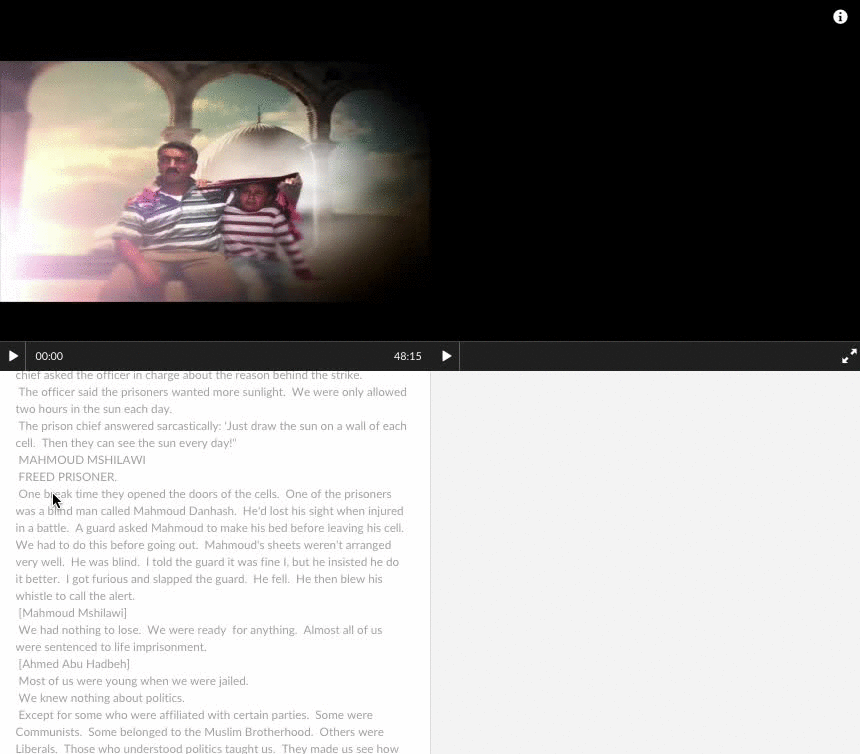 00:00
48:15
chief asked the officer in charge about the reason behind the strike.
The officer said the prisoners wanted more sunlight.  We were only allowed
two hours in the sun each day.
The prison chief answered sarcastically: 'Just draw the sun on a wall of each
cell.  Then they can see the sun every day!"
MAHMOUD MSHILAWI
FREED PRISONER.
One break time they opened the doors of the cells.  One of the prisoners
was a blind man called Mahmoud Danhash.  He'd lost his sight when injured
in a battle.  A guard asked Mahmoud to make his bed before leaving his cell.
We had to do this before going out.  Mahmoud's sheets weren't arranged
very well.  He was blind.  I told the guard it was fine I, but he insisted he do
it better.  I got furious and slapped the guard.  He fell.  He then blew his
whistle to call the alert.
[Mahmoud Mshilawi]
We had nothing to lose.  We were ready  for anything.  Almost all of us
were sentenced to life imprisonment.
[Ahmed Abu Hadbeh]
Most of us were young when we were jailed.
We knew nothing about politics.
Except for some who were affiliated with certain parties.  Some were
Communists.  Some belonged to the Muslim Brotherhood.  Others were
Liberals.  Those who understood politics taught us.  They made us see how